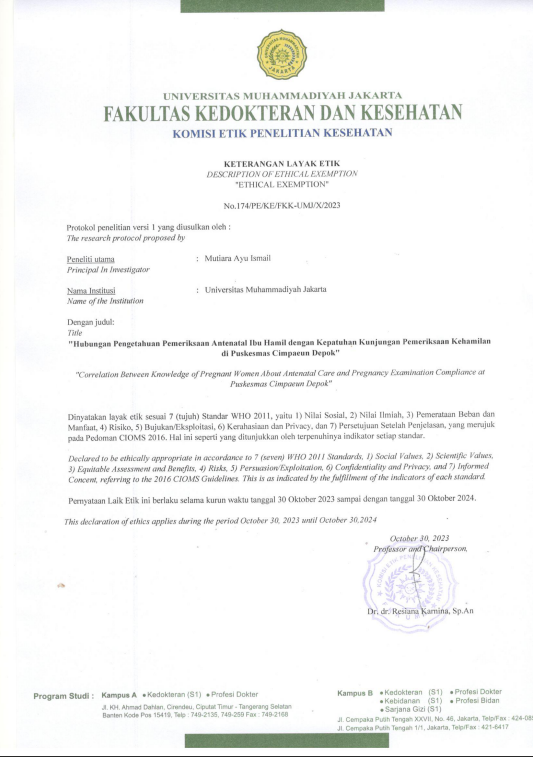 UNIVERSITAS MUHAMMADIYAH JAKARTA
FAKULTAS KEDOKTERAN DAN KESEHATAN
KOMISI ETIK PENELITIAN KESEHATAN
KETERANGAN LAYAK ETIK
DESCRIPTION OF ETHICAL EXEMPTION
"ETHICAL EXEMPTION"
No.174/PE/KE/FKK-UMJ/X/2023
Protokol penelitian versi 1 yang diusulkan oleh :
The research protocol proposed by
Peneliti utama : Mutiara Ayu Ismail
Principal In Investigator
Nama Institusi : Universitas Muhammadiyah Jakarta
Name of the Institution
Dengan judul:
Title
"Hubungan Pengetahuan Pemeriksaan Antenatal Ibu Hamil dengan Kepatuhan Kunjungan Pemeriksaan Kehamilan
di Puskesmas Cimpaeun Depok"
"Correlation Between Knowledge of Pregnant Women About Antenatal Care and Pregnancy Examination Compliance at
Puskesmas Cimpaeun Depok"
Dinyatakan layak etik sesuai 7 (tujuh) Standar WHO 2011, yaitu 1) Nilai Sosial, 2) Nilai Ilmiah, 3) Pemerataan Beban dan
Manfaat, 4) Risiko, 5) Bujukan/Eksploitasi, 6) Kerahasiaan dan Privacy, dan 7) Persetujuan Setelah Penjelasan, yang merujuk
pada Pedoman CIOMS 2016. Hal ini seperti yang ditunjukkan oleh terpenuhinya indikator setiap standar.
Declared to be ethically appropriate in accordance to 7 (seven) WHO 2011 Standards, 1) Social Values, 2) Scientific Values,
3) Equitable Assessment and Benefits, 4) Risks, 5) Persuation/Exploitation, 6) Confidentiality and Privacy, and 7) Informed
Concent, referring to the 2016 CIOMS Guidelines. This is as indicated by the fulfillment of the indicators of each standard.
Pernyataan Laik Etik ini berlaku selama kurun waktu tanggal 30 Oktober 2023 sampai dengan tanggal 30 Oktober 2024.
This declaration of ethics applies during the period October 30, 2023 until October 30,2024
October 30, 2023
Professor and Chairperson,
Dr. dr. Resiana Karnina, Sp.An
Program Studi : Kampus A • Kedokteran (S1) • Profesi Dokter
Jl. KH, Ahmad Dahlan, Cirendeu, Ciputat Timur - Tangerang Selatan
Banten Kode Pos 15419, Telp : 749-2135, 749-259 Fax : 749-2168
Kampus B • Kedokteran (S1) • Profesi Dokter
• Kebidanan (S1) • Profesi Bidan
• Sarjana Gizi (S1)
Jl. Cempaka Putih Tengah XXVII, No. 46, Jakarta, Telp/Fax : 424-08
Jl. Cempaka Putih Tengah 1/1, Jakarta, Telp/Fax : 421-6417